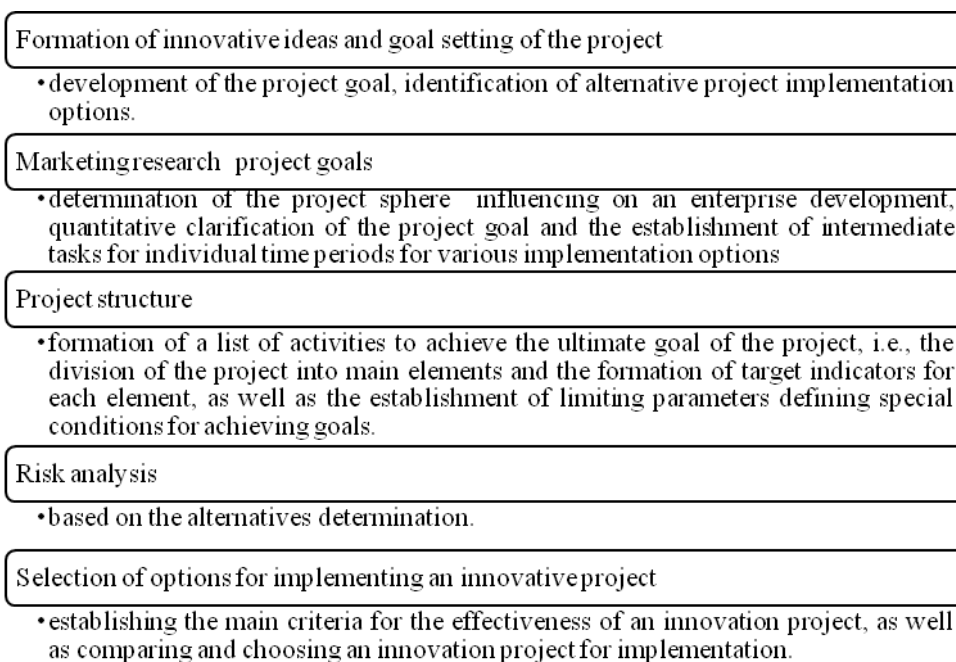 Formation of innovative ideas and goal setting of the project
•development of the project goal, identification of alternative project implementation
options.
Marketing research project goals
•determination of the project sphere influencing on an enterprise development,
quantitative clarification of the project goal and the establishment of intermediate
tasks for individual time periods for various implementation options
Project structure
•formation of a list of activities to achieve the ultimate goal of the project, i.e., the
division of the project into main elements and the formation of target indicators for
each element, as well as the establishment of limiting parameters defining special
conditions for achieving goals.
Risk analysis
•based on the alternatives determination.
Selection of options for implementing an innovative project
•establishing the main criteria for the effectiveness of an innovation project, as well
as comparing and choosing an innovation project for implementation.